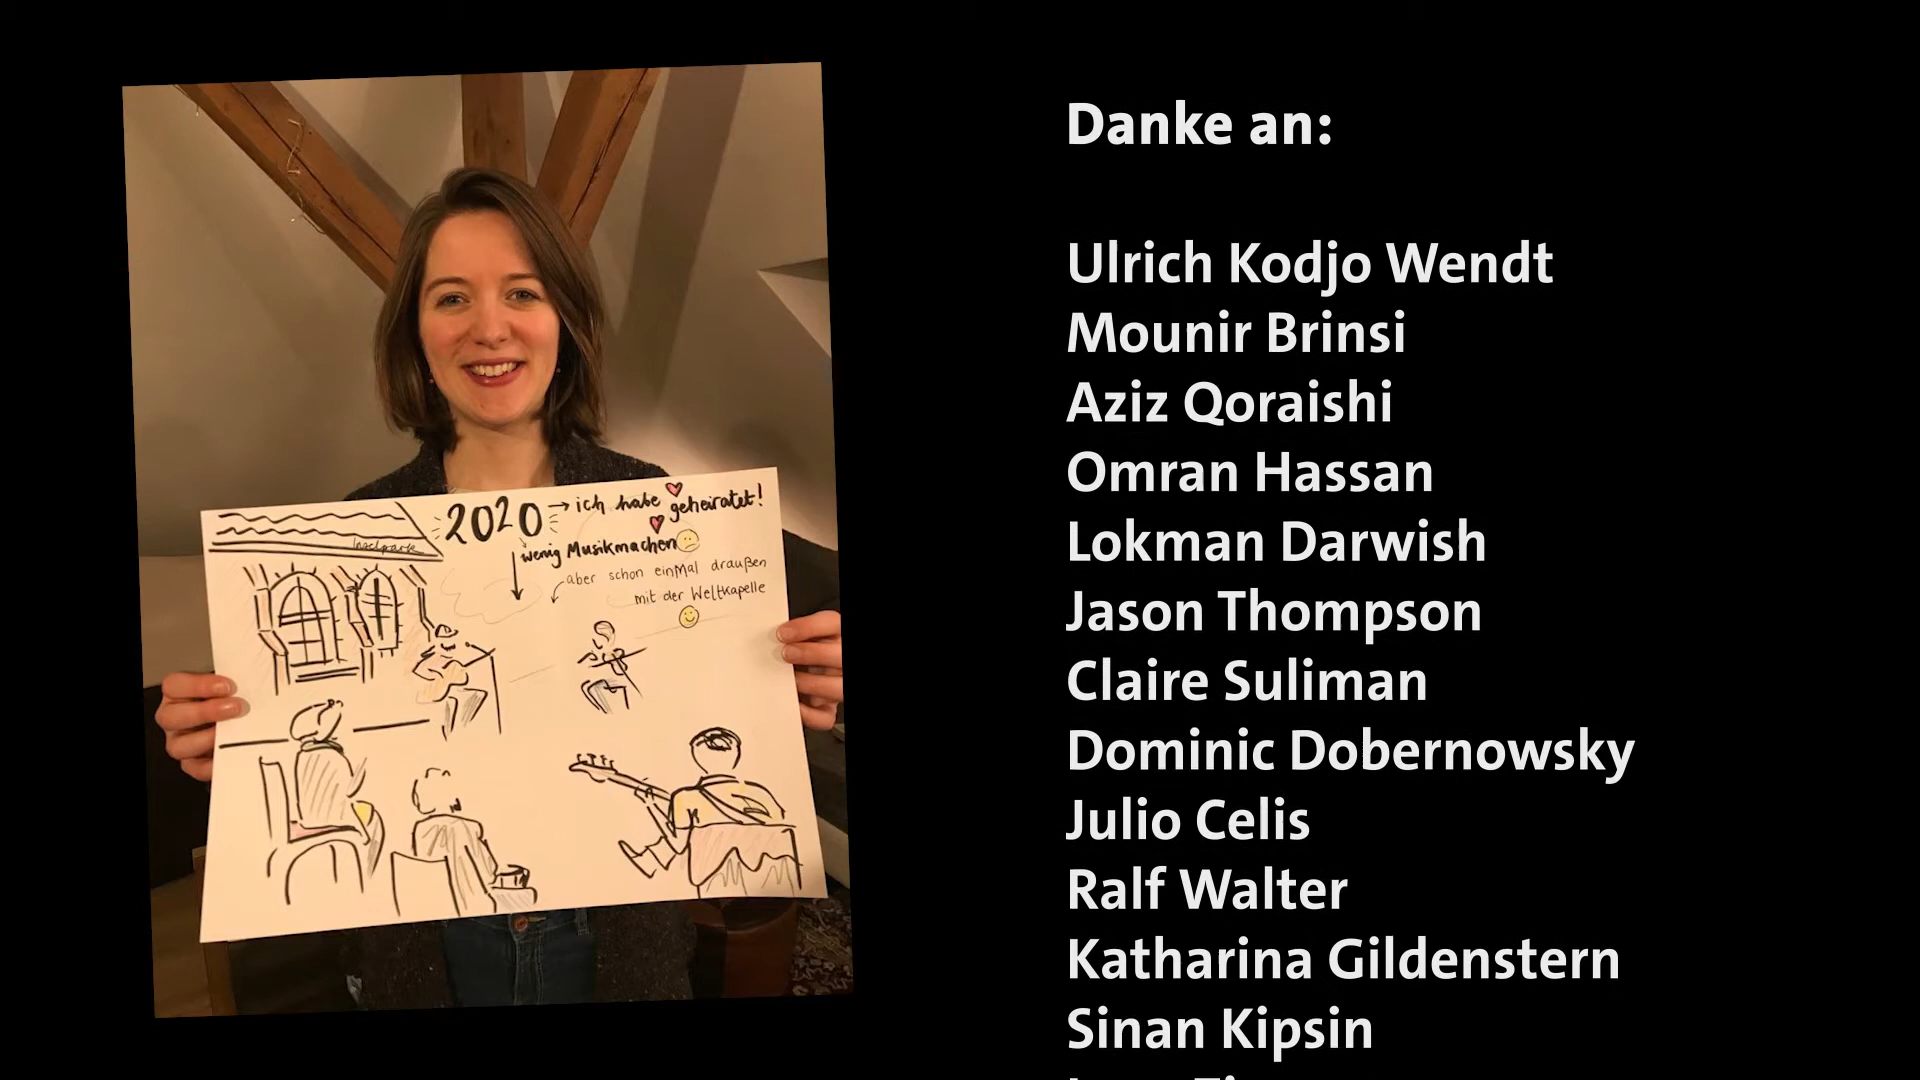 2020 → ich habe geheiratet!
wenig Musikmachen
aber schon einmal draußen
mit der Weltkapelle
Inselpark
Danke an:
Ulrich Kodjo Wendt
Mounir Brinsi
Aziz Qoraishi
Omran Hassan
Lokman Darwish
Jason Thompson
Claire Suliman
Dominic Dobernowsky
Julio Celis
Ralf Walter
Katharina Gildenstern
Sinan Kipsin